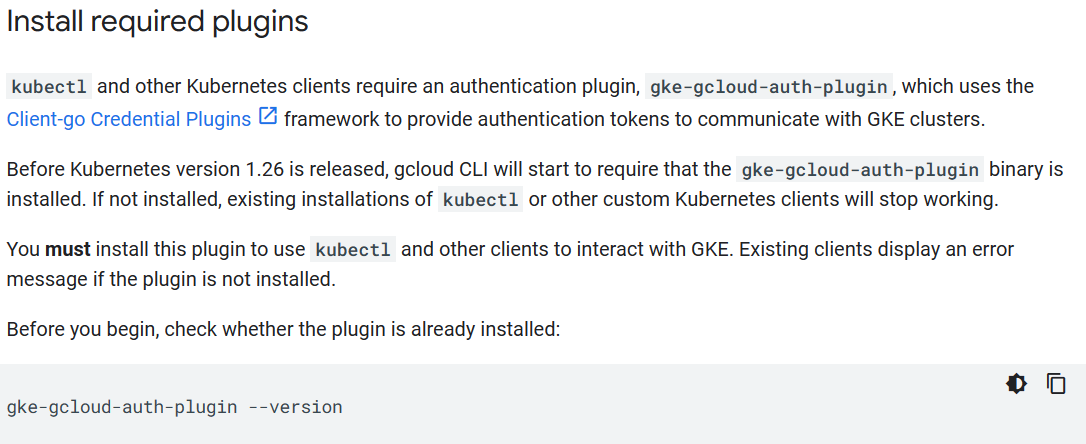 Install required plugins
kubectl and other Kubernetes clients require an authentication plugin, gke-gcloud-auth-plugin, which uses the
Client-go Credential Plugins framework to provide authentication tokens to communicate with GKE clusters.
Before Kubernetes version 1.26 is released, gcloud CLI will start to require that the gke-gcloud-auth-plugin binary is
installed. If not installed, existing installations of kubectl or other custom Kubernetes clients will stop working.
You must install this plugin to use kubectl and other clients to interact with GKE. Existing clients display an error
message if the plugin is not installed.
Before you begin, check whether the plugin is already installed:
gke-gcloud-auth-plugin --version